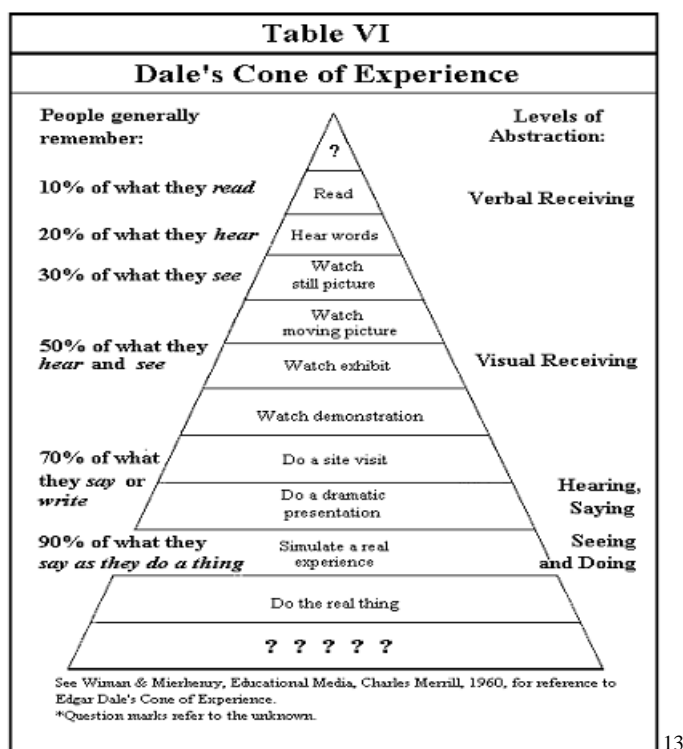 Table VI
Dale's Cone of Experience
People generally
remember:
Levels of
Abstraction:
?
10% of what they read
Read
Verbal Receiving
20% of what they hear
Hear words
30% of what they see
Watch
still picture
Watch
moving picture
50% of what they
hear and see
Watch exhibit
Visual Receiving
Watch demonstration
70% of what
they say or
write
Do a site visit
Do a dramatic
presentation
Hearing,
Saying
90% of what they
say as they do a thing
Simulate a real
experience
Seeing
and Doing
Do the real thing
? ? ? ? ?
See Wiman & Mierhenry, Educational Media, Charles Merrill, 1960, for reference to
Edgar Dale's Cone of Experience.
*Question marks refer to the unknown.
13